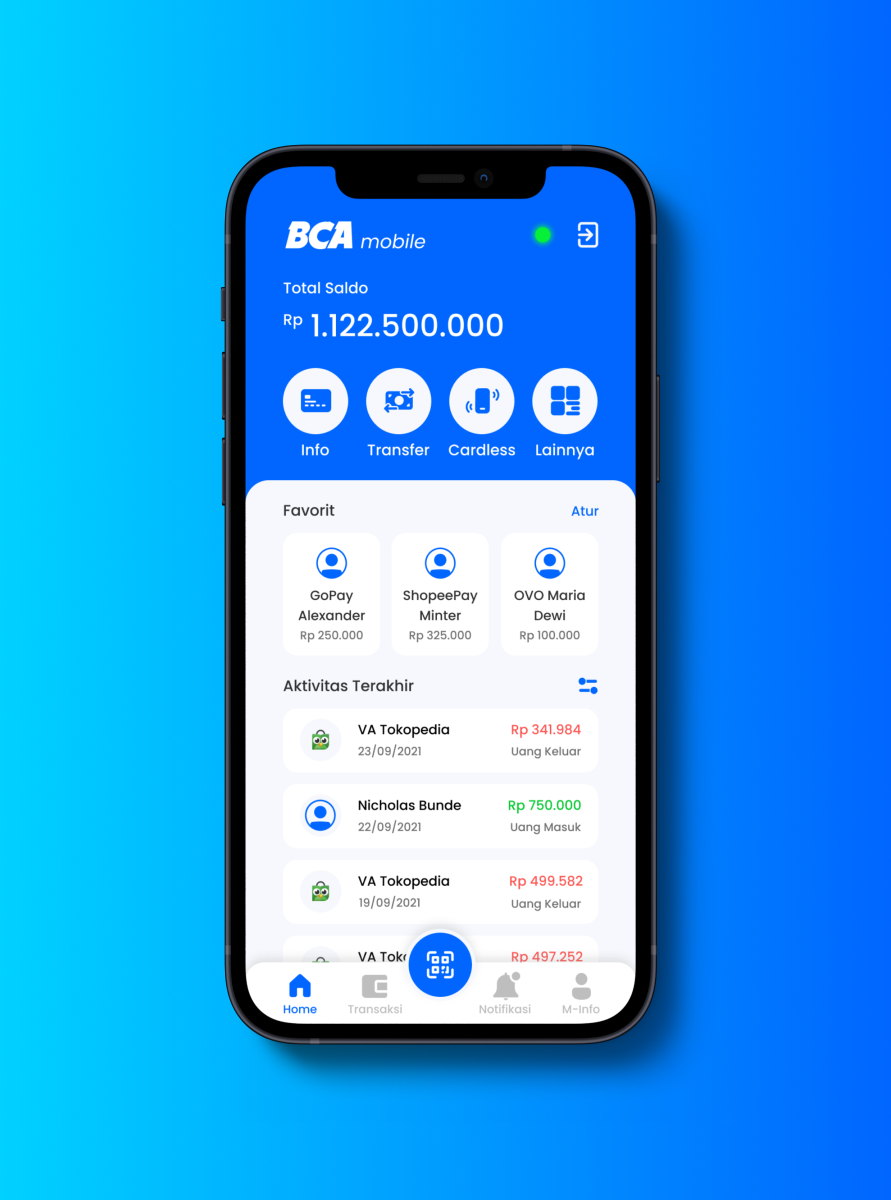 BCA mobile
Total Saldo
Rp 1.122.500.000
Info Transfer Cardless Lainnya
Favorit Atur
GoPay Alexander
Rp 250.000
ShopeePay Minter
Rp 325.000
OVO Maria Dewi
Rp 100.000
Aktivitas Terakhir
VA Tokopedia Rp 341.984
23/09/2021 Uang Keluar
Nicholas Bunde Rp 750.000
22/09/2021 Uang Masuk
VA Tokopedia Rp 499.582
19/09/2021 Uang Keluar
VA Rp 497.252
Home Transaksi Notifikasi M-Info